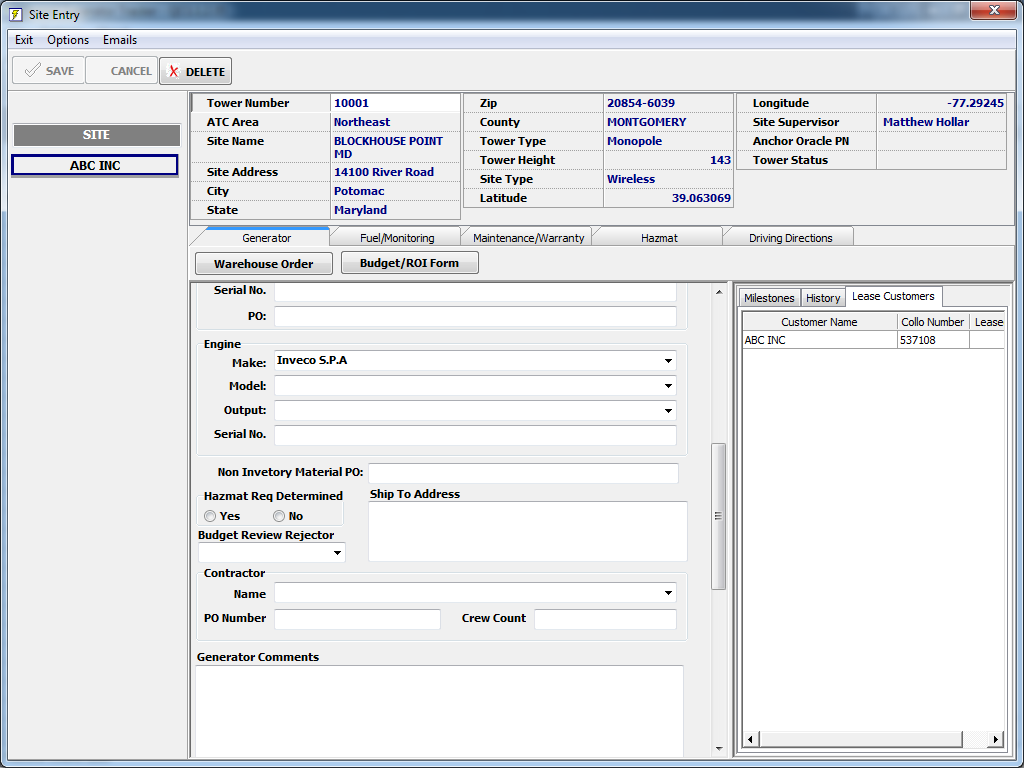 Site Entry
Exit Options Emails
SAVE CANCEL X DELETE
SITE
ABC INC
Tower Number 10001
ATC Area Northeast
Site Name BLOCKHOUSE POINT
MD
Site Address 14100 River Road
City Potomac
State Maryland
Zip 20854-6039
County MONTGOMERY
Tower Type Monopole
Tower Height 143
Site Type Wireless
Latitude 39.063069
Longitude -77.29245
Site Supervisor Matthew Hollar
Anchor Oracle PN
Tower Status
Generator Fuel/Monitoring Maintenance/Warranty Hazmat Driving Directions
Warehouse Order Budget/ROI Form
Serial No.
PO:
Engine
Make: Inveco S.P.A
Model:
Output:
Serial No.
Non Invetory Material PO:
Hazmat Req Determined
Yes No
Ship To Address
Budget Review Rejector
Contractor
Name
PO Number Crew Count
Generator Comments
Milestones History Lease Customers
Customer Name Collo Number Lease
ABC INC 537108